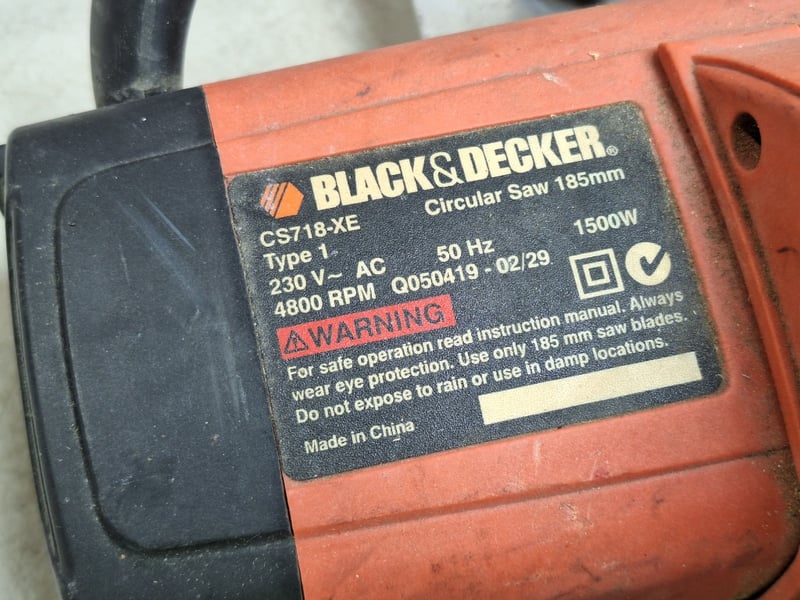 BLACK&DECKER®
Circular Saw 185mm
CS718-XE
Type 1
230 V~ AC 50 Hz 1500W
4800 RPM Q050419 - 02/29
⚠WARNING
For safe operation read instruction manual. Always
wear eye protection. Use only 185 mm saw blades.
Do not expose to rain or use in damp locations.
Made in China